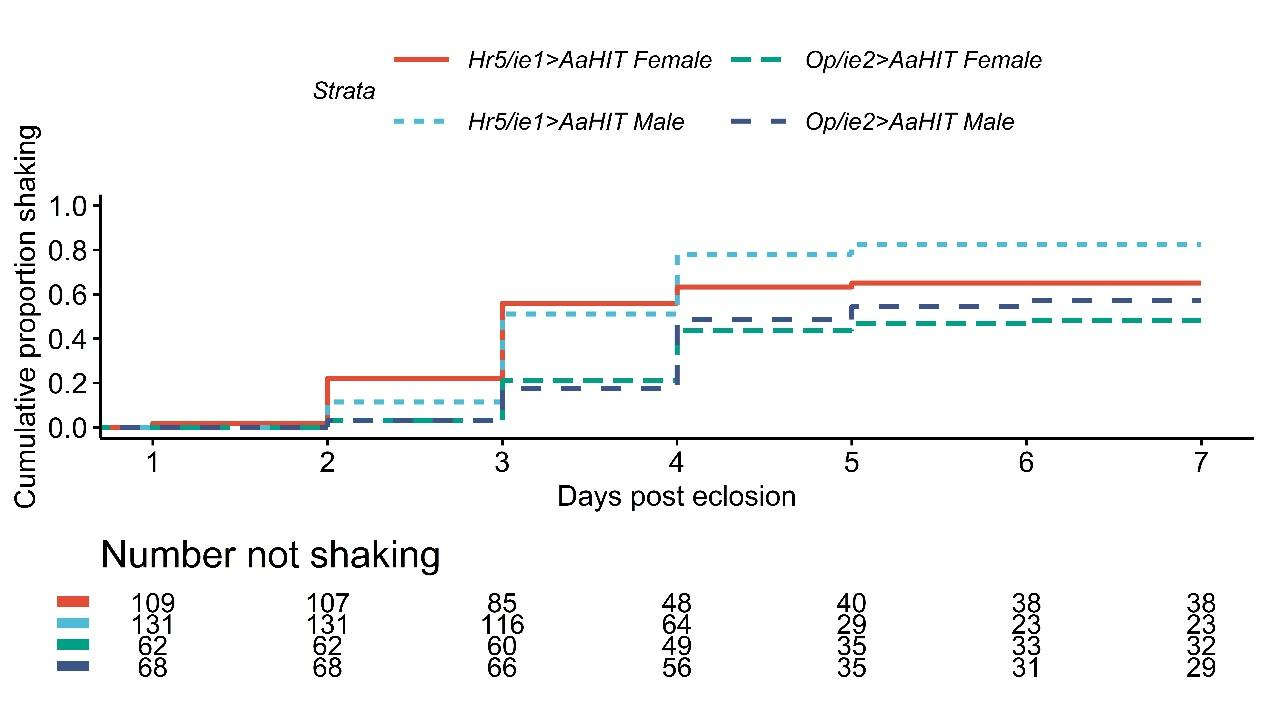 Hr5/ie1>AaHIT Female Op/ie2>AaHIT Female
Strata
Hr5/ie1>AaHIT Male Op/ie2>AaHIT Male
Cumulative proportion shaking
1.0
0.8
0.6
0.4
0.2
0.0
1 2 3 4 5 6 7
Days post eclosion
Number not shaking
109 107 85 48 40 38 38
131 131 116 64 29 23 23
62 62 60 49 35 33 32
68 68 66 56 35 31 29